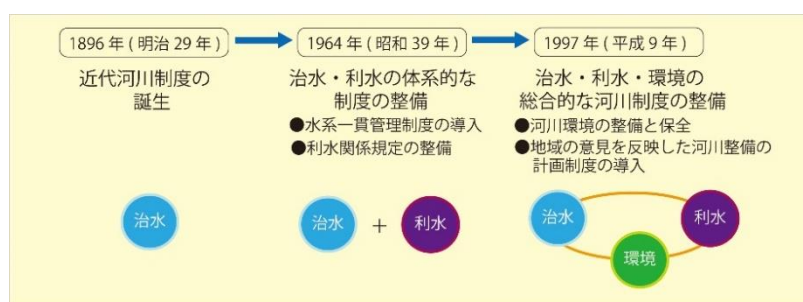 1896 年 ( 明治 29 年 )
近代河川制度の
誕生
治水
1964 年 ( 昭和 39 年 )
治水・利水の体系的な
制度の整備
●水系一貫管理制度の導入
●利水関係規定の整備
治水 + 利水
1997 年 ( 平成 9 年 )
治水・利水・環境の
総合的な河川制度の整備
●河川環境の整備と保全
●地域の意見を反映した河川整備の
計画制度の導入
治水
利水
環境